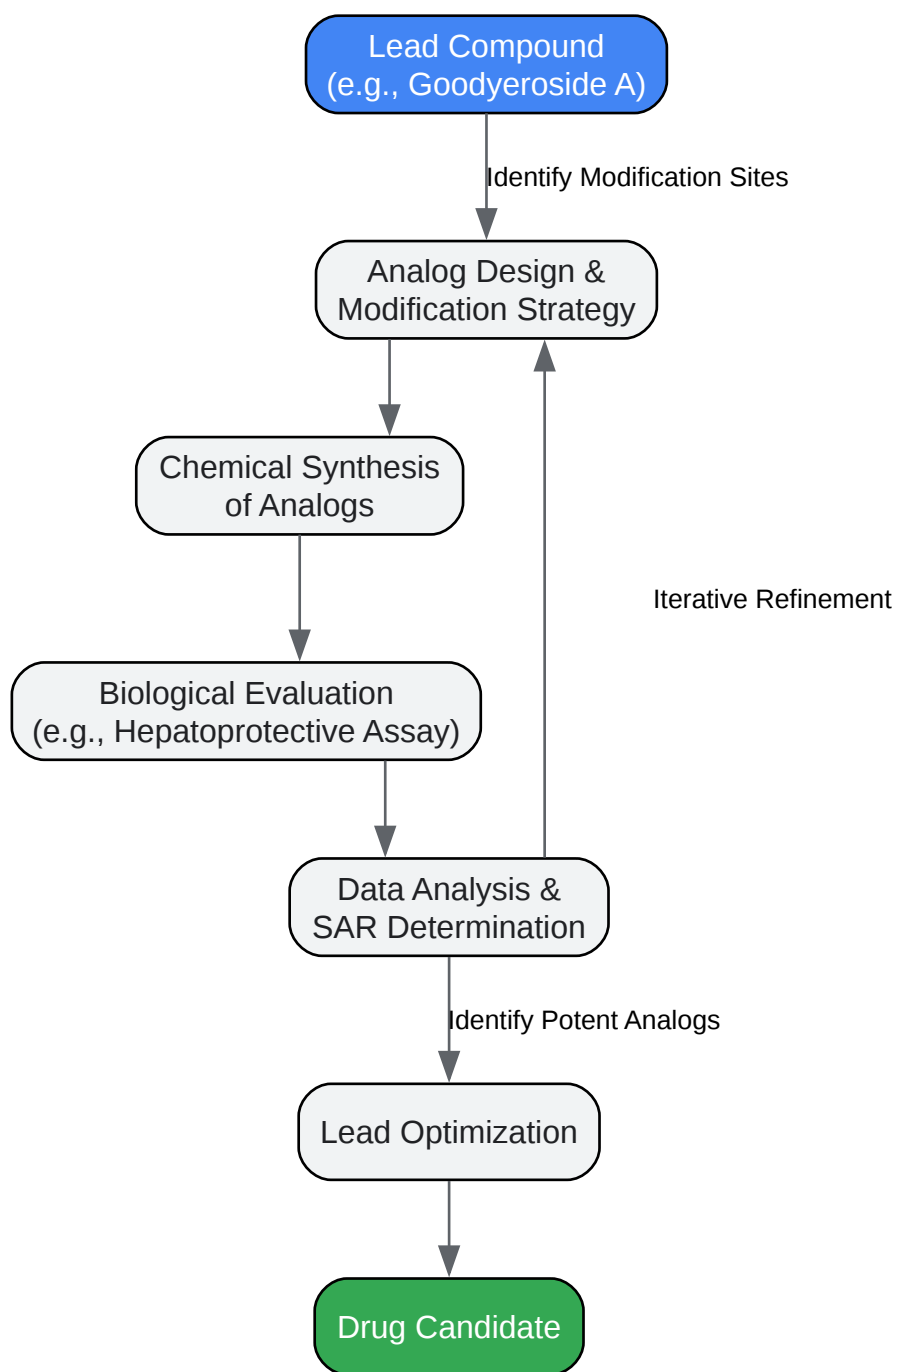 Lead Compound
(e.g., Goodyeroside A)
Identify Modification Sites
Analog Design &
Modification Strategy
Chemical Synthesis
of Analogs
Iterative Refinement
Biological Evaluation
(e.g., Hepatoprotective Assay)
Data Analysis &
SAR Determination
Identify Potent Analogs
Lead Optimization
Drug Candidate